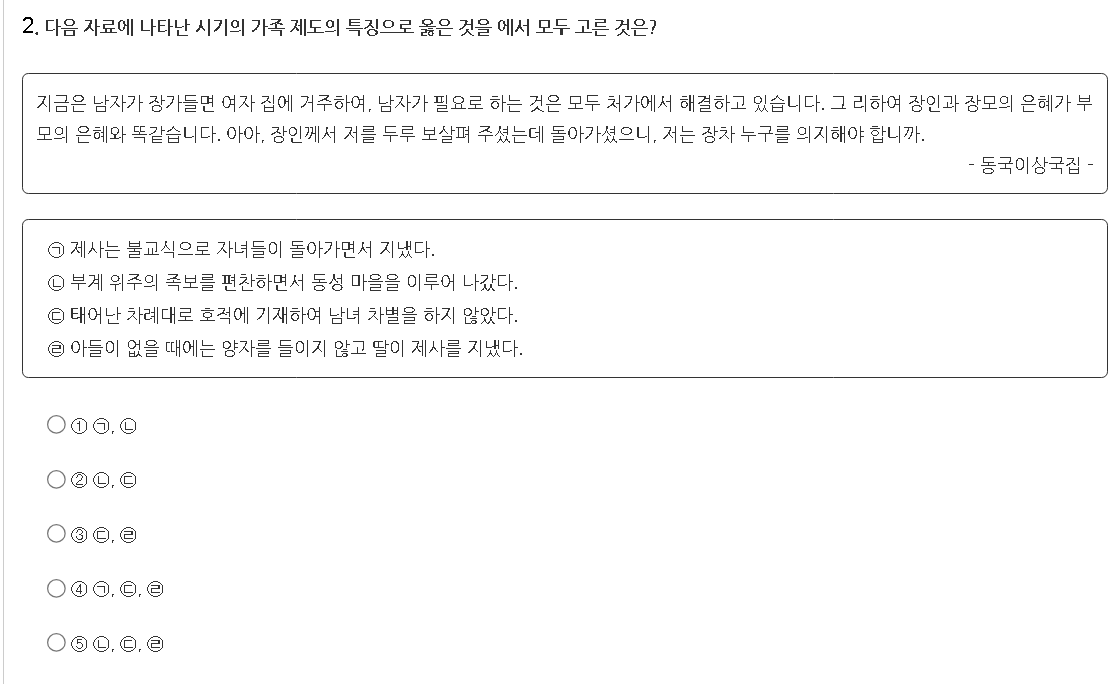 2. 다음 자료에 나타난 시기의 가족 제도의 특징으로 옳은 것을 에서 모두 고른 것은?
지금은 남자가 장가들면 여자 집에 거주하여, 남자가 필요로 하는 것은 모두 처가에서 해결하고 있습니다. 그 리하여 장인과 장모의 은혜가 부
모의 은혜와 똑같습니다. 아아, 장인께서 저를 두루 보살펴 주셨는데 돌아가셨으니, 저는 장차 누구를 의지해야 합니까.
- 동국이상국집 -
㉠ 제사는 불교식으로 자녀들이 돌아가면서 지냈다.
㉡ 부계 위주의 족보를 편찬하면서 동성 마을을 이루어 나갔다.
㉢ 태어난 차례대로 호적에 기재하여 남녀 차별을 하지 않았다.
㉣ 아들이 없을 때에는 양자를 들이지 않고 딸이 제사를 지냈다.
① ㉠, ㉡
② ㉡, ㉢
③ ㉢, ㉣
④ ㉠, ㉢, ㉣
⑤ ㉡, ㉢, ㉣